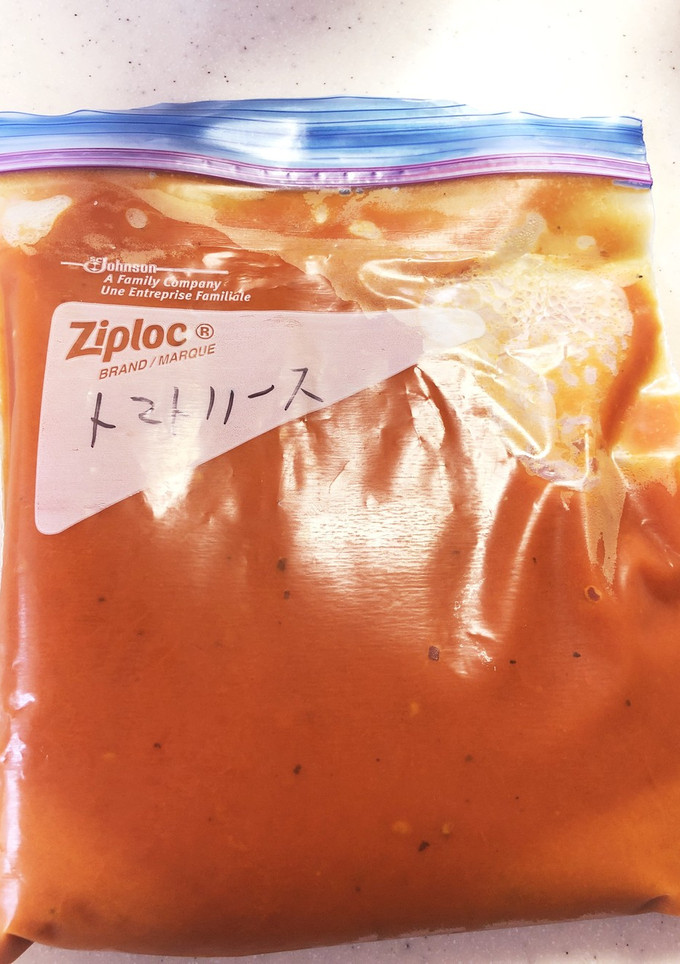 SC Johnson
A Family Company
Une Entreprise Familiale
Ziploc®
BRAND / MARQUE
トマトソース